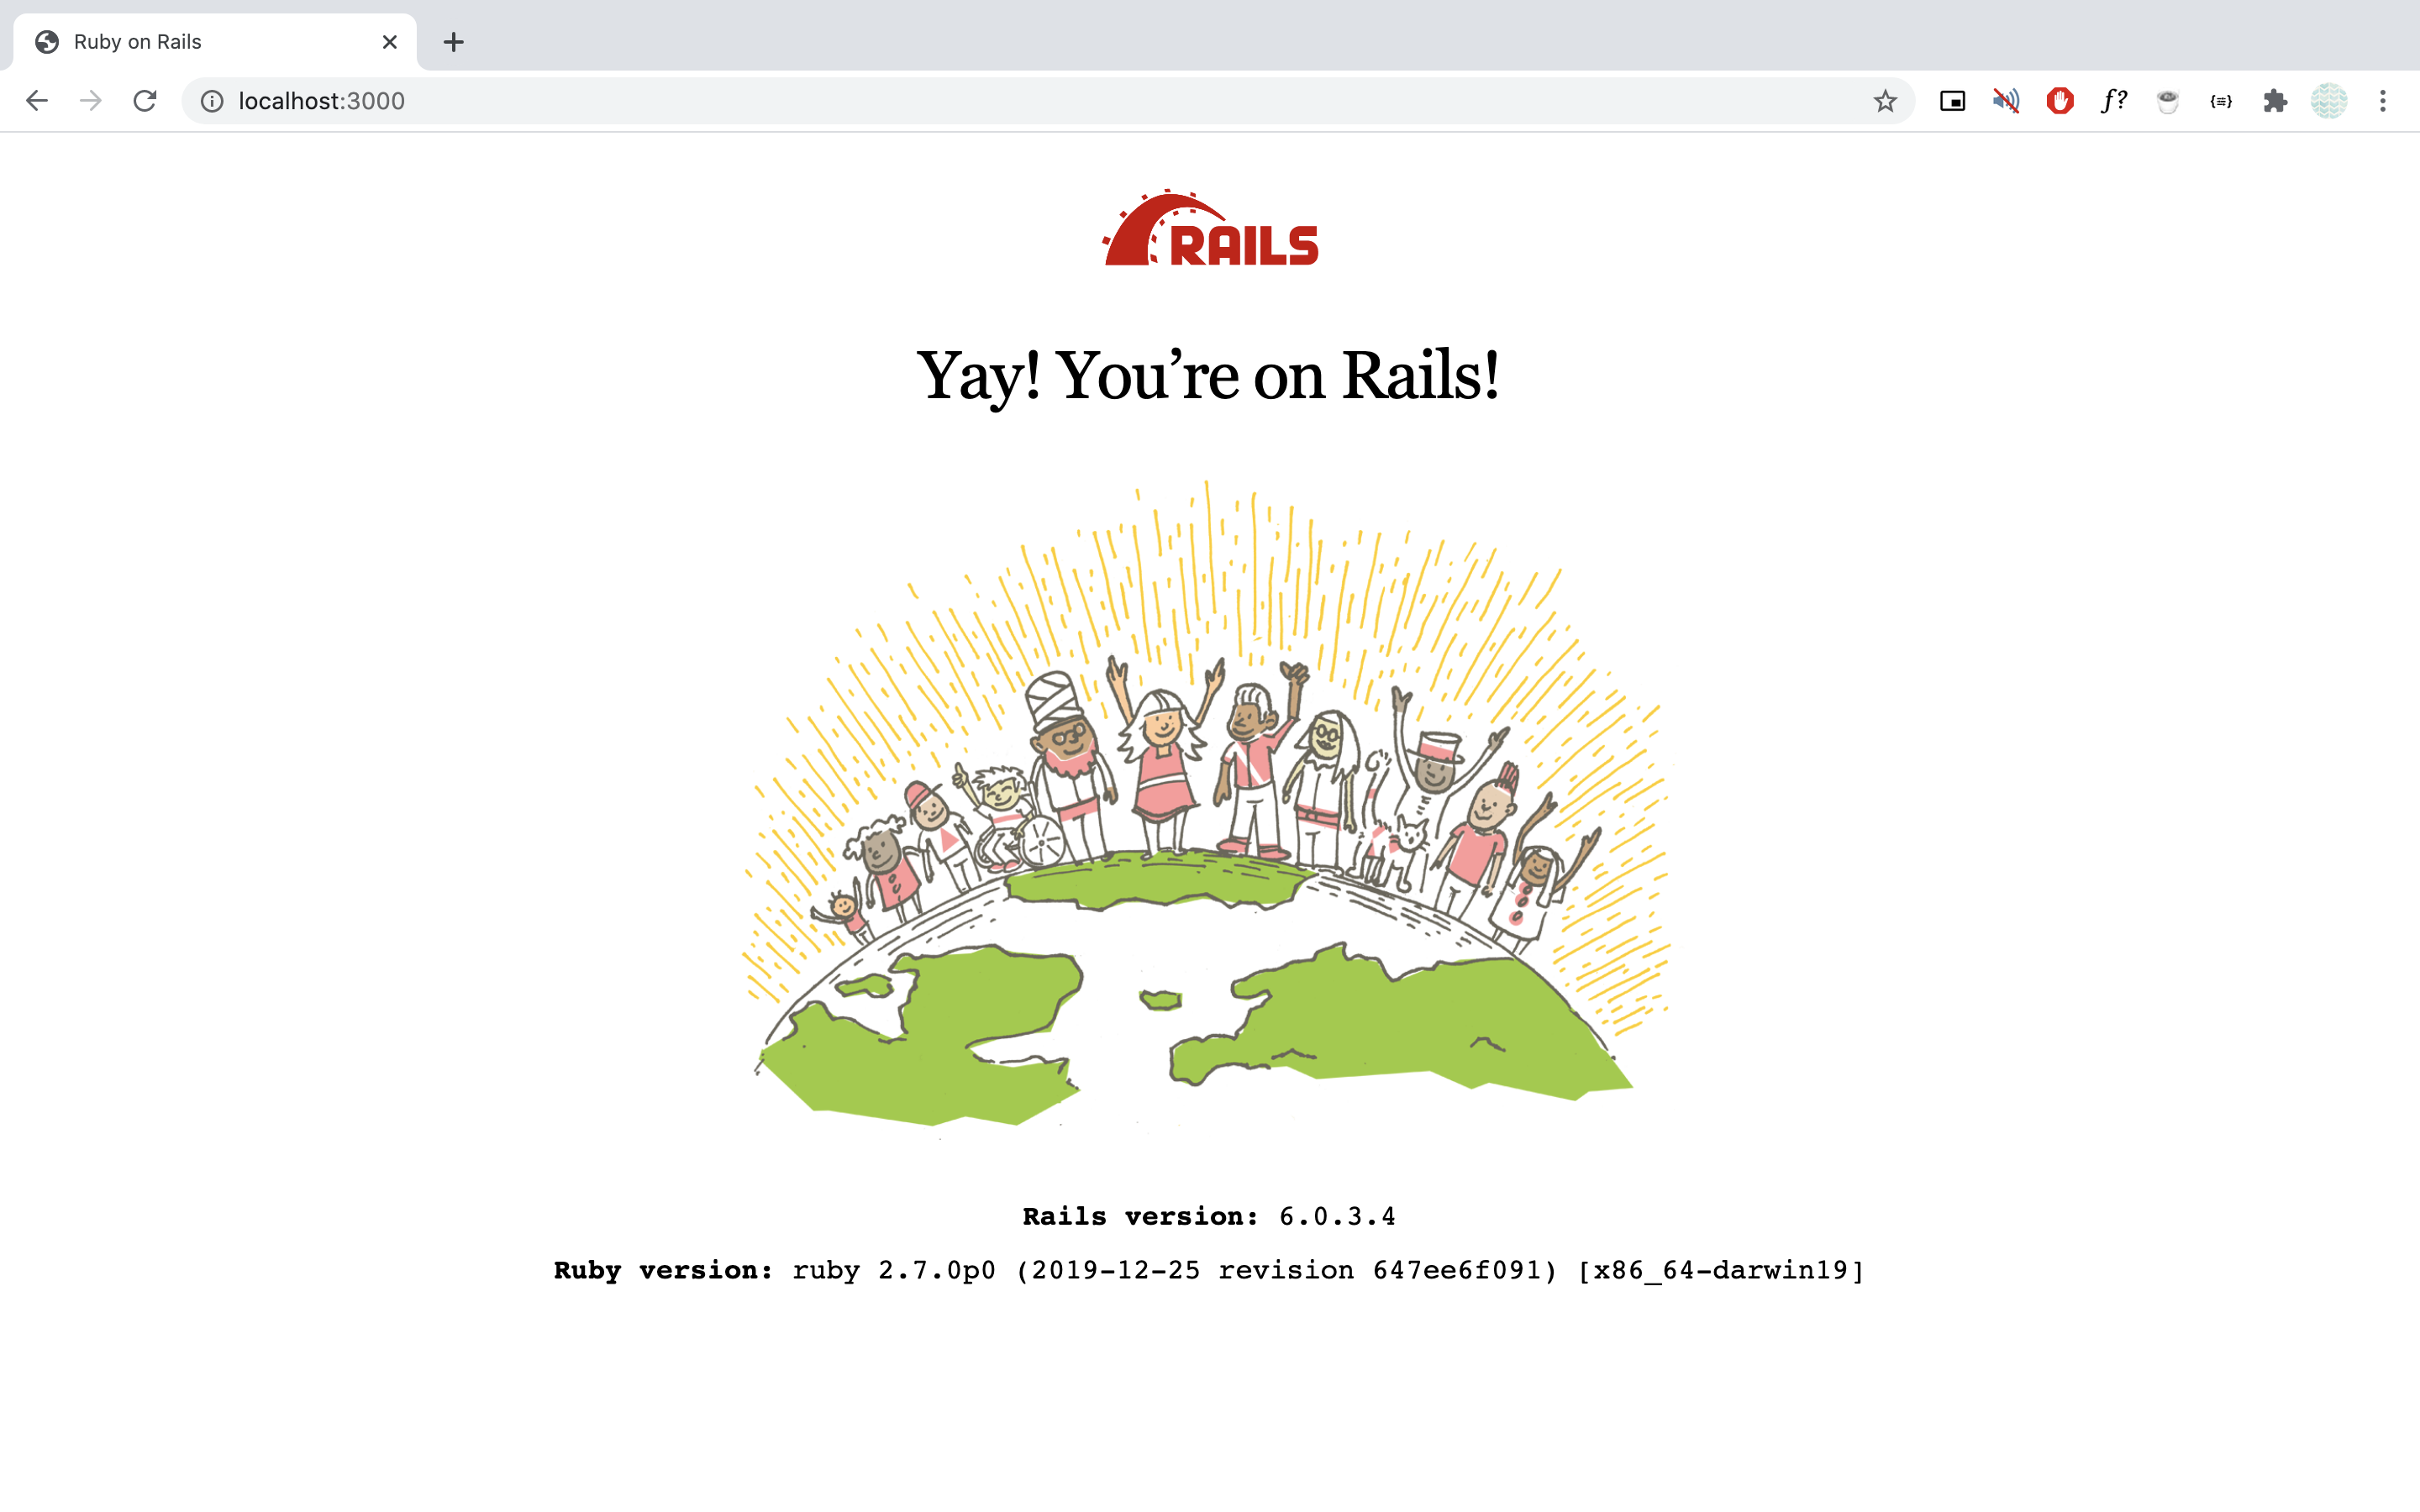 Ruby on Rails
localhost:3000
f?
RAILS
Yay! You’re on Rails!
Rails version: 6.0.3.4
Ruby version: ruby 2.7.0p0 (2019-12-25 revision 647ee6f091) [x86_64-darwin19]